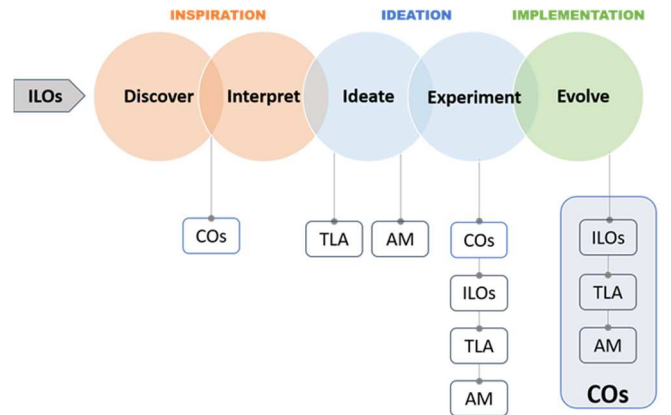 INSPIRATION IDEATION IMPLEMENTATION
ILOs Discover Interpret Ideate Experiment Evolve
COs TLA AM COs ILOs
ILOs TLA
TLA AM
AM COs